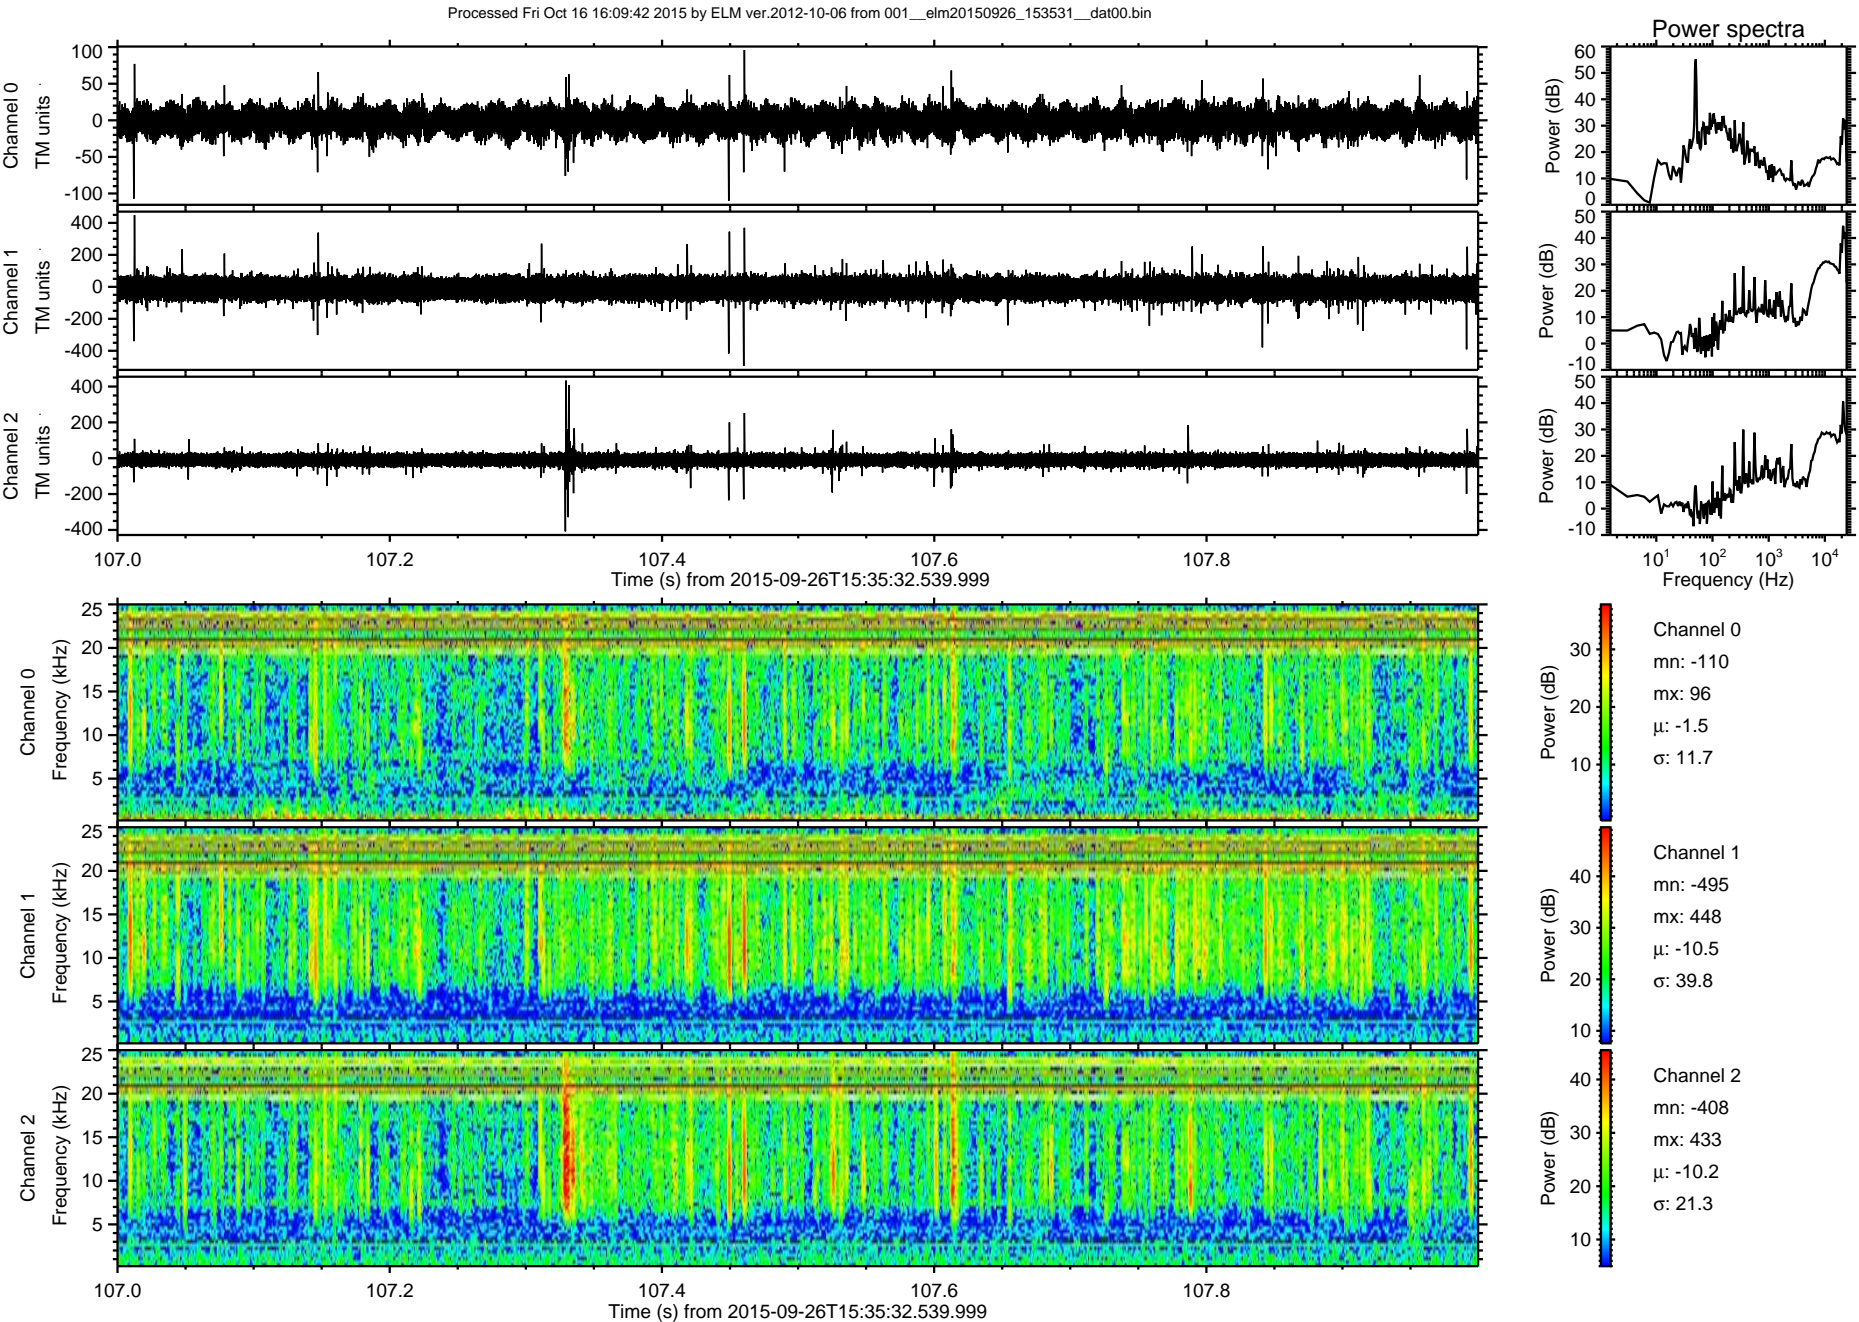 Processed Fri Oct 16 16:09:42 2015 by ELM ver.2012-10-06 from 001__elm20150926_153531__dat00.bin
Power spectra
Channel 0
TM units
100
50
0
-50
-100
Power (dB)
60
50
40
30
20
10
0
Channel 1
TM units
400
200
0
-200
-400
Power (dB)
50
40
30
20
10
0
-10
Channel 2
TM units
400
200
0
-200
-400
Power (dB)
50
40
30
20
10
0
-10
107.0 107.2 107.4 107.6 107.8
Time (s) from 2015-09-26T15:35:32.539.999
10^1 10^2 10^3 10^4
Frequency (Hz)
Channel 0
Frequency (kHz)
25
20
15
10
5
Power (dB)
30
20
10
Channel 0
mn: -110
mx: 96
μ: -1.5
σ: 11.7
Channel 1
Frequency (kHz)
25
20
15
10
5
Power (dB)
40
30
20
10
Channel 1
mn: -495
mx: 448
μ: -10.5
σ: 39.8
Channel 2
Frequency (kHz)
25
20
15
10
5
Power (dB)
40
30
20
10
Channel 2
mn: -408
mx: 433
μ: -10.2
σ: 21.3
107.0 107.2 107.4 107.6 107.8
Time (s) from 2015-09-26T15:35:32.539.999